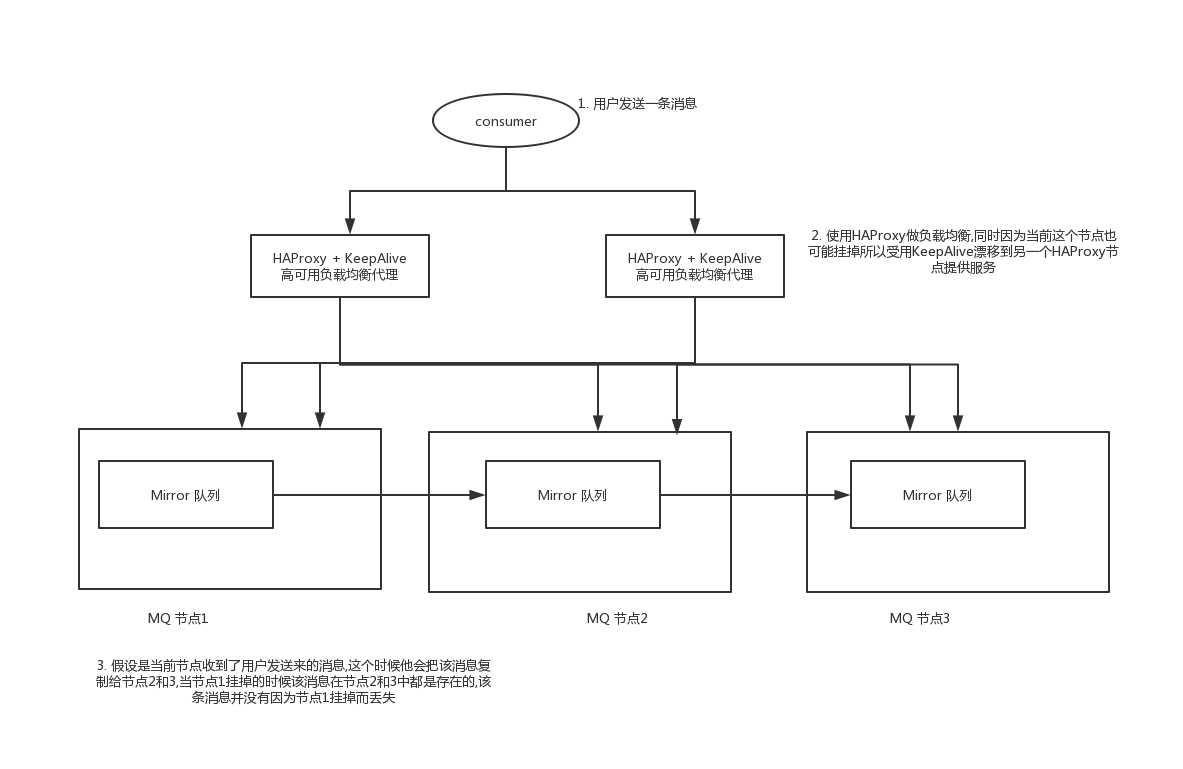 1. 用户发送一条消息
consumer
2. 使用HAProxy做负载均衡,同时因为当前这个节点也
可能挂掉所以受用KeepAlive漂移到另一个HAProxy节
点提供服务
HAProxy + KeepAlive
高可用负载均衡代理
HAProxy + KeepAlive
高可用负载均衡代理
Mirror 队列
Mirror 队列
Mirror 队列
MQ 节点1
MQ 节点2
MQ 节点3
3. 假设是当前节点收到了用户发送来的消息,这个时候他会把该消息复
制给节点2和3,当节点1挂掉的时候该消息在节点2和3中都是存在的,该
条消息并没有因为节点1挂掉而丢失